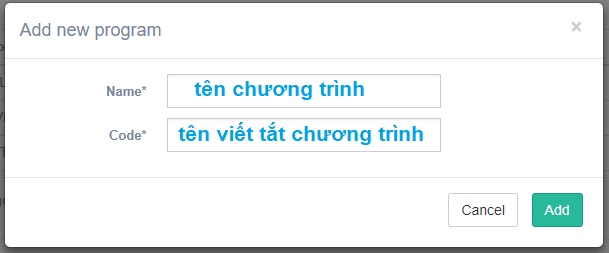 Add new program
×
Name* tên chương trình
Code* tên viết tắt chương trình
Cancel Add